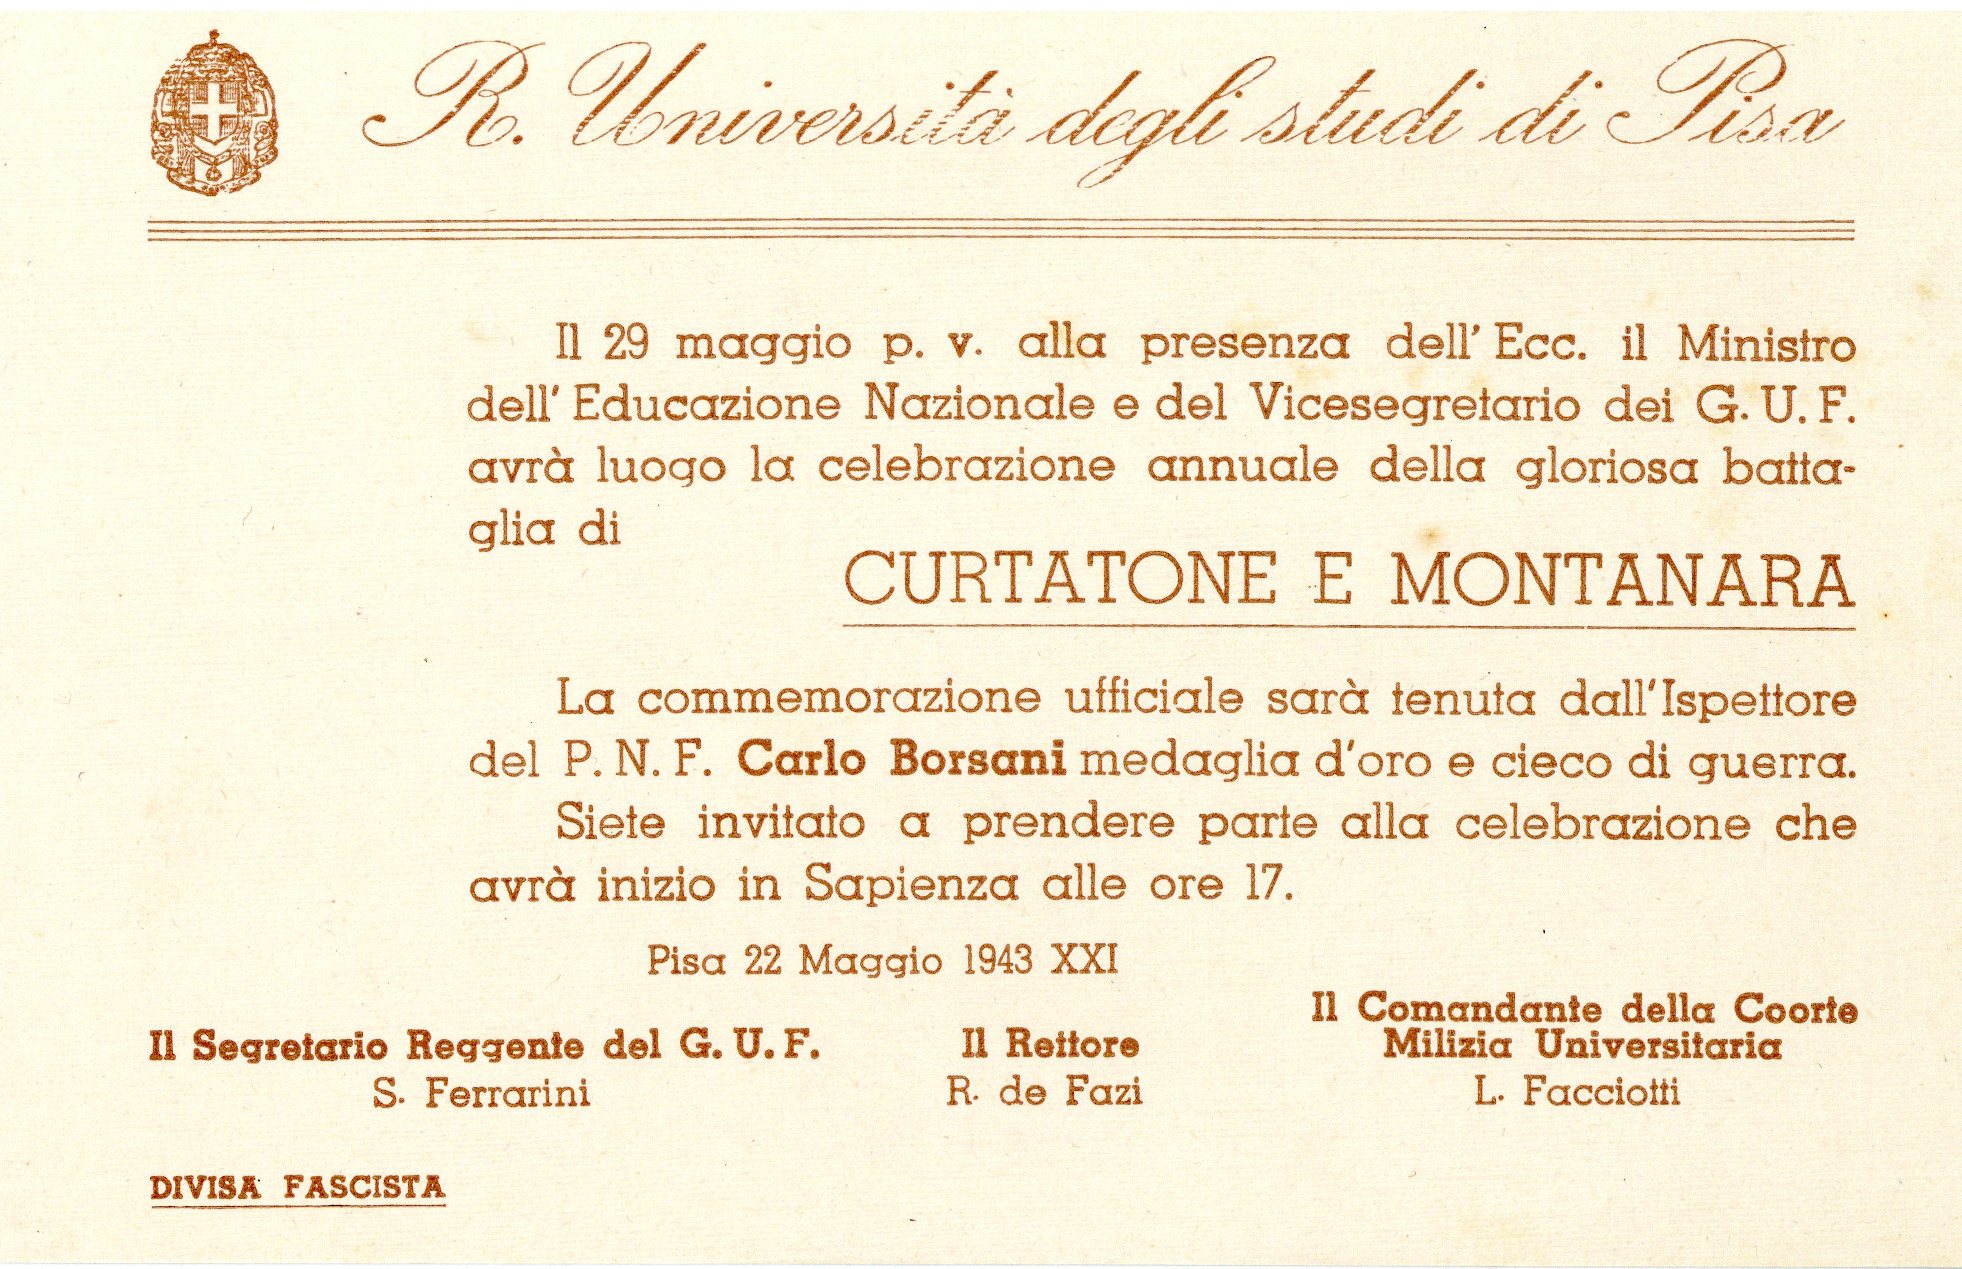 R. Università degli studi di Pisa
Il 29 maggio p. v. alla presenza dell' Ecc. il Ministro
dell' Educazione Nazionale e del Vicesegretario dei G. U. F.
avrà luogo la celebrazione annuale della gloriosa batta-
glia di
CURTATONE E MONTANARA
La commemorazione ufficiale sarà tenuta dall'Ispettore
del P. N. F. Carlo Borsani medaglia d'oro e cieco di guerra.
Siete invitato a prendere parte alla celebrazione che
avrà inizio in Sapienza alle ore 17.
Pisa 22 Maggio 1943 XXI
Il Segretario Reggente del G. U. F.
S. Ferrarini
Il Rettore
R. de Fazi
Il Comandante della Coorte
Milizia Universitaria
L. Facciotti
DIVISA FASCISTA